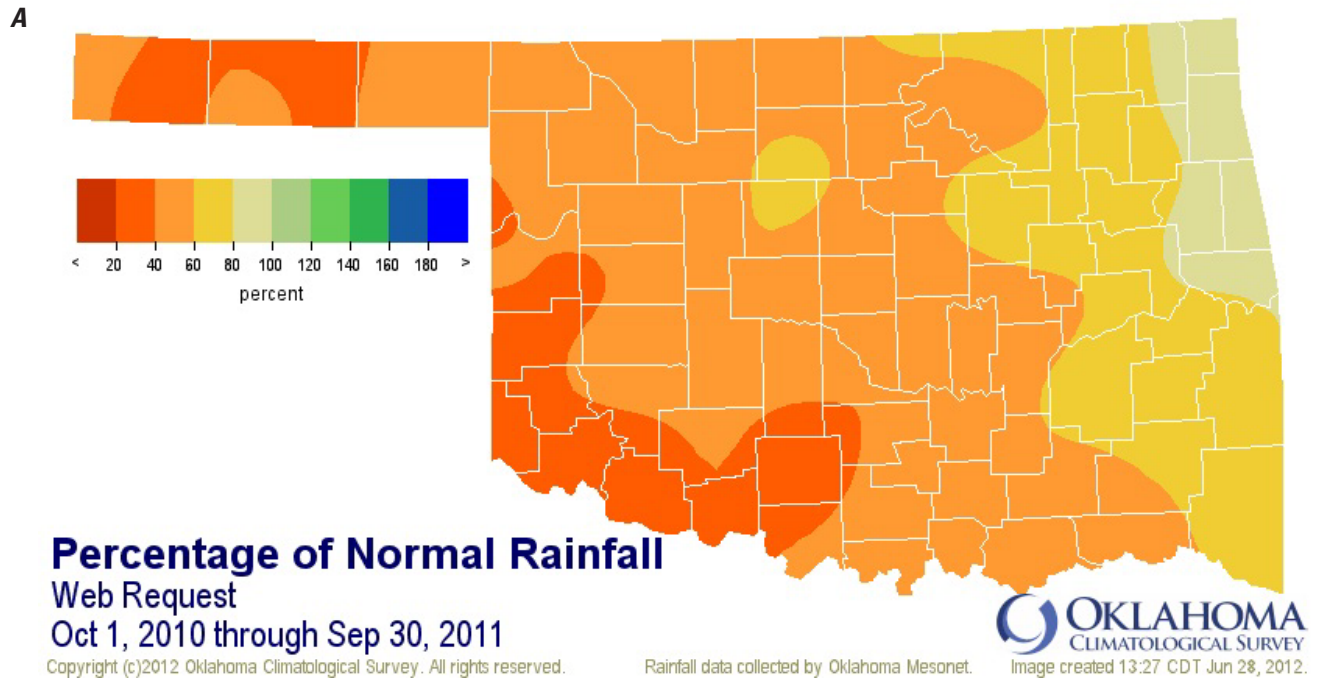 A
< 20 40 60 80 100 120 140 160 180 >
percent
Percentage of Normal Rainfall
Web Request
Oct 1, 2010 through Sep 30, 2011
OKLAHOMA
CLIMATOLOGICAL SURVEY
Copyright (c)2012 Oklahoma Climatological Survey. All rights reserved. Rainfall data collected by Oklahoma Mesonet. Image created 13:27 CDT Jun 28, 2012.